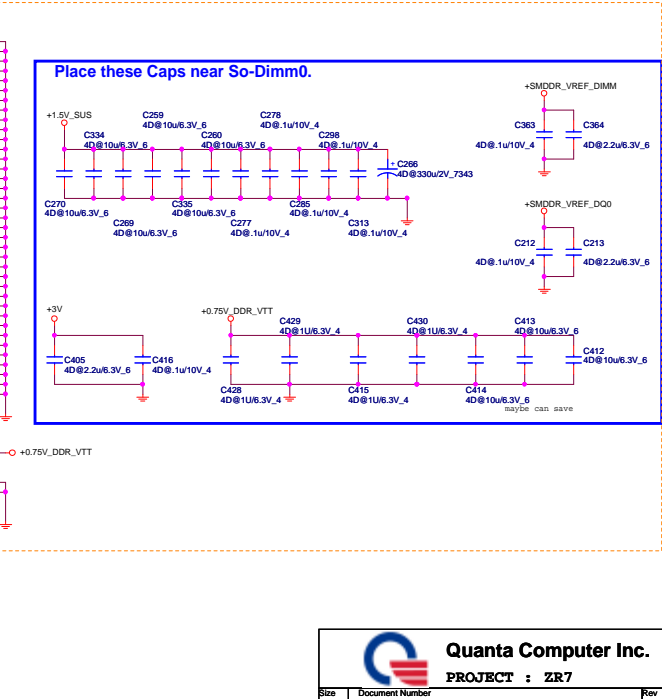 Place these Caps near So-Dimm0.
+SMDDR_VREF_DIMM
+1.5V_SUS
C259
4D@10u/6.3V_6
C278
4D@.1u/10V_4
C334
4D@10u/6.3V_6
C260
4D@10u/6.3V_6
C298
4D@.1u/10V_4
C363
4D@.1u/10V_4
C364
4D@2.2u/6.3V_6
+ C266
4D@330u/2V_7343
C270
4D@10u/6.3V_6
C269
4D@10u/6.3V_6
C335
4D@10u/6.3V_6
C277
4D@.1u/10V_4
C285
4D@.1u/10V_4
C313
4D@.1u/10V_4
+SMDDR_VREF_DQ0
C212
4D@.1u/10V_4
C213
4D@2.2u/6.3V_6
+3V
C405
4D@2.2u/6.3V_6
C416
4D@.1u/10V_4
+0.75V_DDR_VTT
C429
4D@1U/6.3V_4
C430
4D@1U/6.3V_4
C413
4D@10u/6.3V_6
C412
4D@10u/6.3V_6
C428
4D@1U/6.3V_4
C415
4D@1U/6.3V_4
C414
4D@10u/6.3V_6
maybe can save
+0.75V_DDR_VTT
Quanta Computer Inc.
PROJECT : ZR7
Size
Document Number
Rev